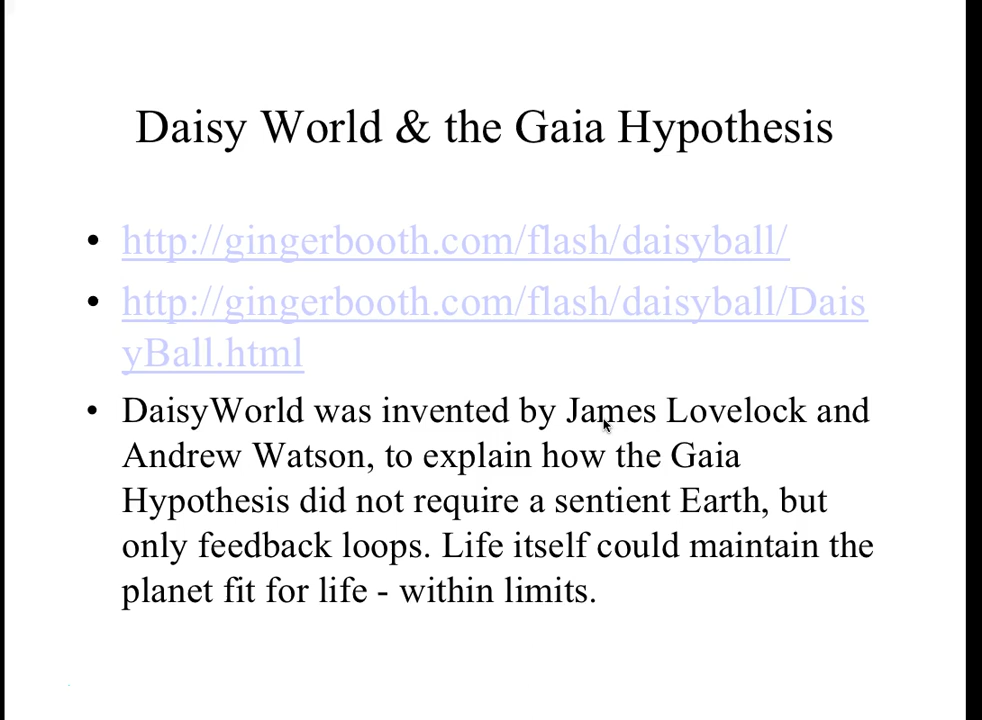 Daisy World & the Gaia Hypothesis
• http://gingerbooth.com/flash/daisyball/
• http://gingerbooth.com/flash/daisyball/Dais
yBall.html
• DaisyWorld was invented by James Lovelock and
Andrew Watson, to explain how the Gaia
Hypothesis did not require a sentient Earth, but
only feedback loops. Life itself could maintain the
planet fit for life - within limits.